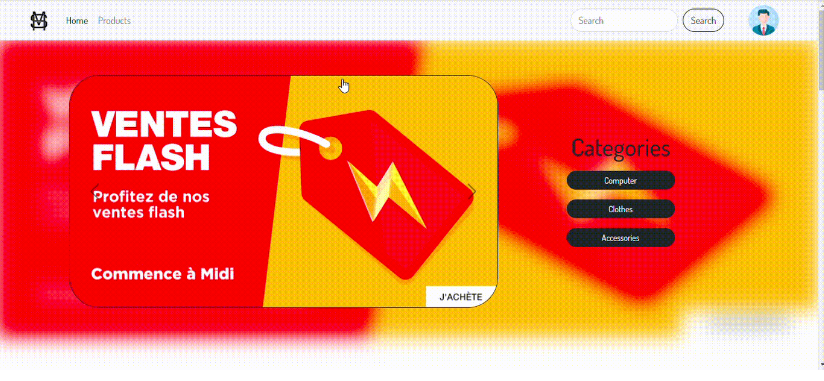 Home
Products
Search
Search
VENTES
FLASH
Profitez de nos
ventes flash
Commence à Midi
J'ACHÈTE
Categories
Computer
Clothes
Accessories